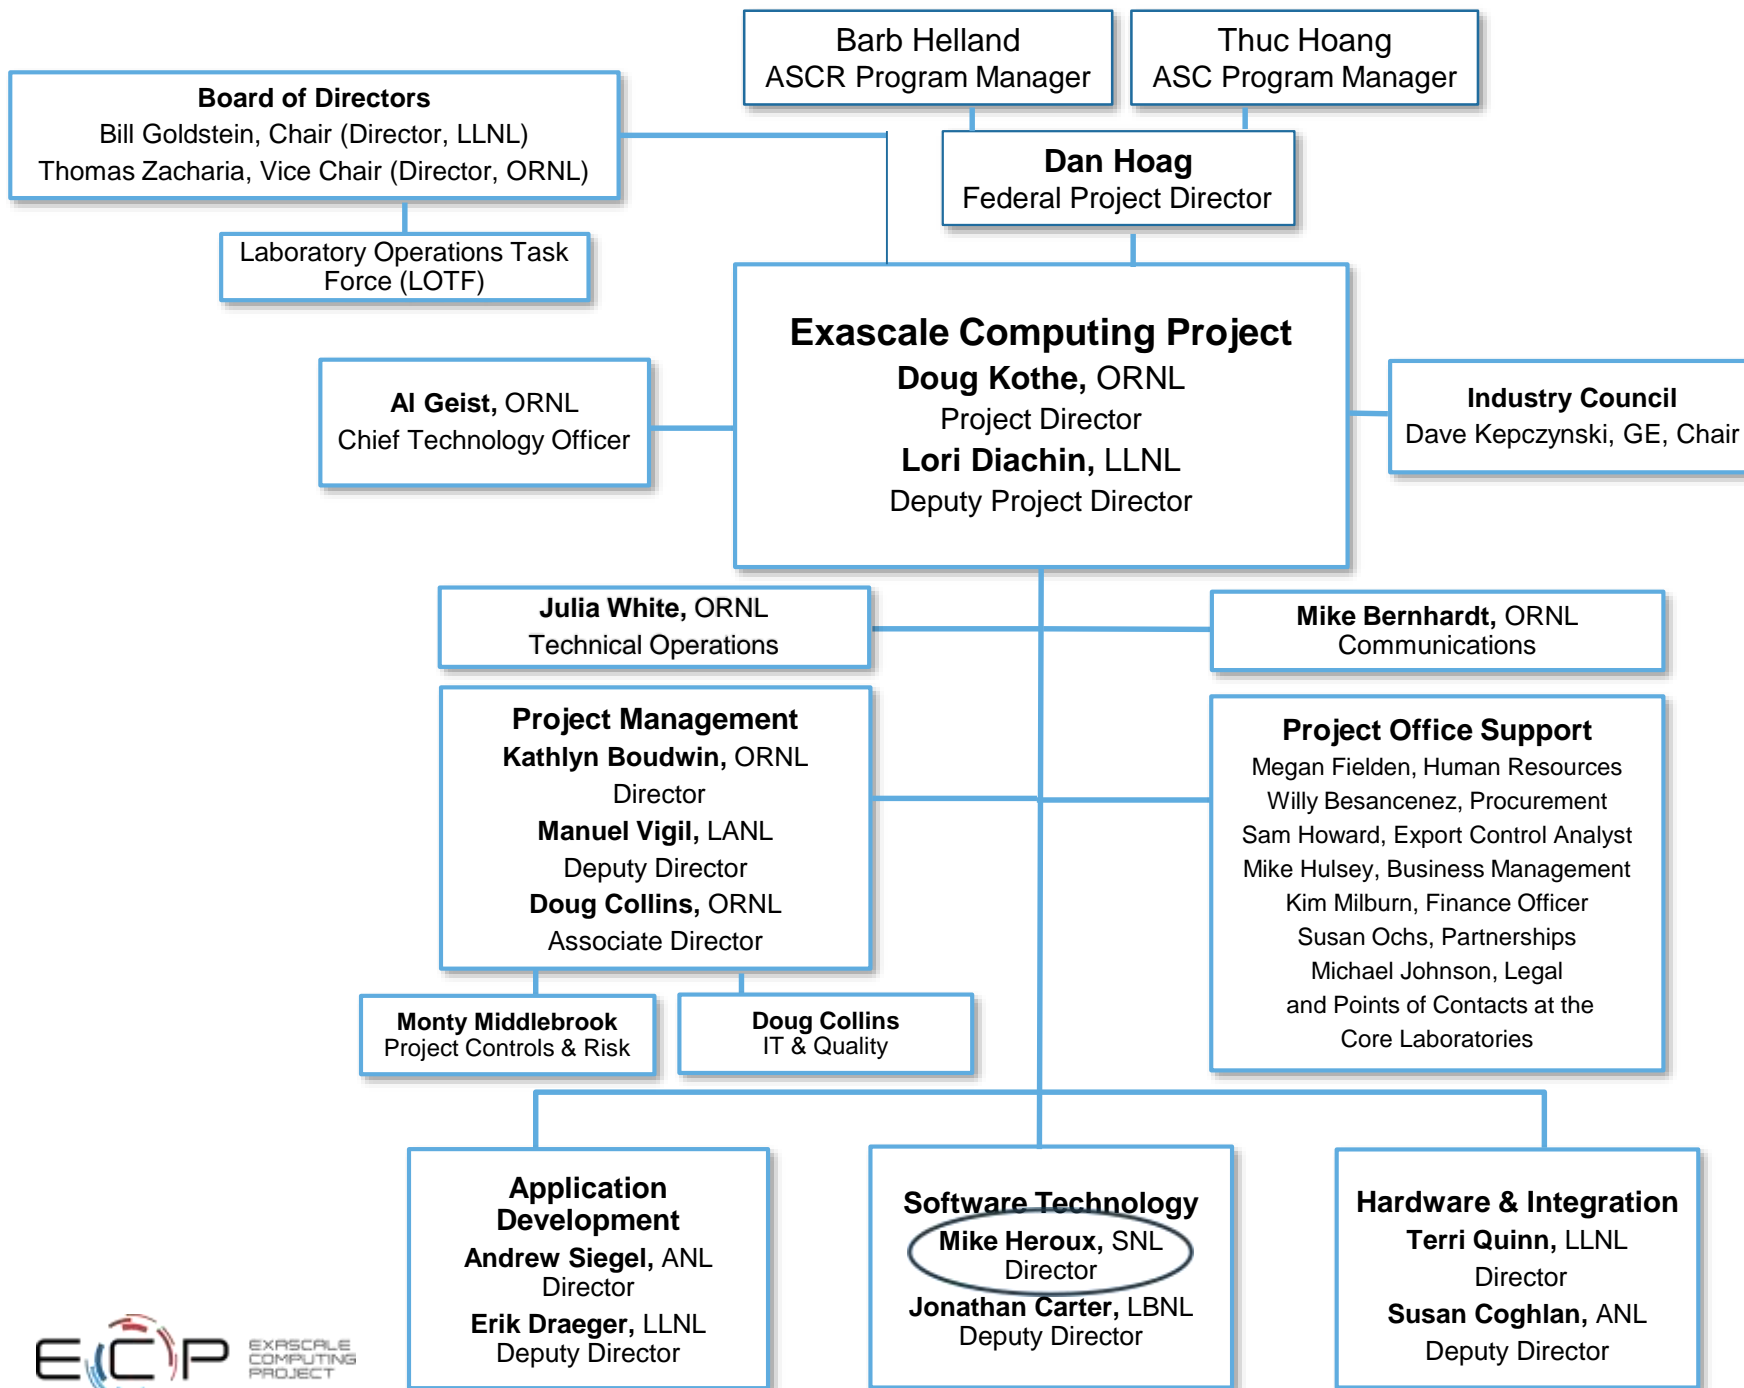 Barb Helland
ASCR Program Manager
Thuc Hoang
ASC Program Manager
Board of Directors
Bill Goldstein, Chair (Director, LLNL)
Thomas Zacharia, Vice Chair (Director, ORNL)
Dan Hoag
Federal Project Director
Laboratory Operations Task
Force (LOTF)
Exascale Computing Project
Doug Kothe, ORNL
Project Director
Lori Diachin, LLNL
Deputy Project Director
Al Geist, ORNL
Chief Technology Officer
Industry Council
Dave Kepczynski, GE, Chair
Julia White, ORNL
Technical Operations
Mike Bernhardt, ORNL
Communications
Project Management
Kathlyn Boudwin, ORNL
Director
Manuel Vigil, LANL
Deputy Director
Doug Collins, ORNL
Associate Director
Project Office Support
Megan Fielden, Human Resources
Willy Besancenez, Procurement
Sam Howard, Export Control Analyst
Mike Hulsey, Business Management
Kim Milburn, Finance Officer
Susan Ochs, Partnerships
Michael Johnson, Legal
and Points of Contacts at the
Core Laboratories
Monty Middlebrook
Project Controls & Risk
Doug Collins
IT & Quality
Application
Development
Andrew Siegel, ANL
Director
Erik Draeger, LLNL
Deputy Director
Software Technology
Mike Heroux, SNL
Director
Jonathan Carter, LBNL
Deputy Director
Hardware & Integration
Terri Quinn, LLNL
Director
Susan Coghlan, ANL
Deputy Director
ECP
EXASCALE
COMPUTING
PROJECT